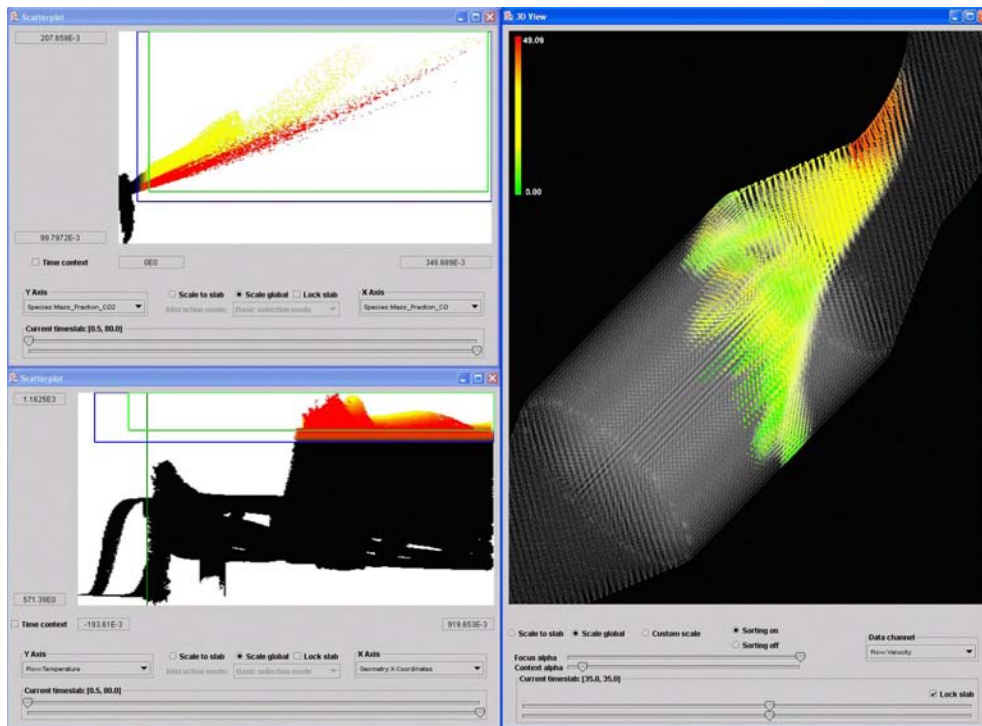 Scatterplot
207.659E-3
99.7972E-3
Time context
0E0
346.689E-3
Y Axis
Scale to slab
Scale global
Lock slab
X Axis
Species:Mass_Fraction_CO2
Interaction mode:
Basic selection mode
Species:Mass_Fraction_CO
Current timeslab: [0.5, 80.0]
Scatterplot
1.1625E3
571.39E0
Time context
-183.61E-3
919.653E-3
Y Axis
Scale to slab
Scale global
Lock slab
X Axis
Flow:Temperature
Interaction mode:
Basic selection mode
Geometry:X-Coordinates
Current timeslab: [0.5, 80.0]
3D View
49.09
0.00
Scale to slab
Scale global
Custom scale
Sorting on
Sorting off
Data channel
Flow:Velocity
Focus alpha
Context alpha
Current timeslab: [35.0, 35.0]
Lock slab